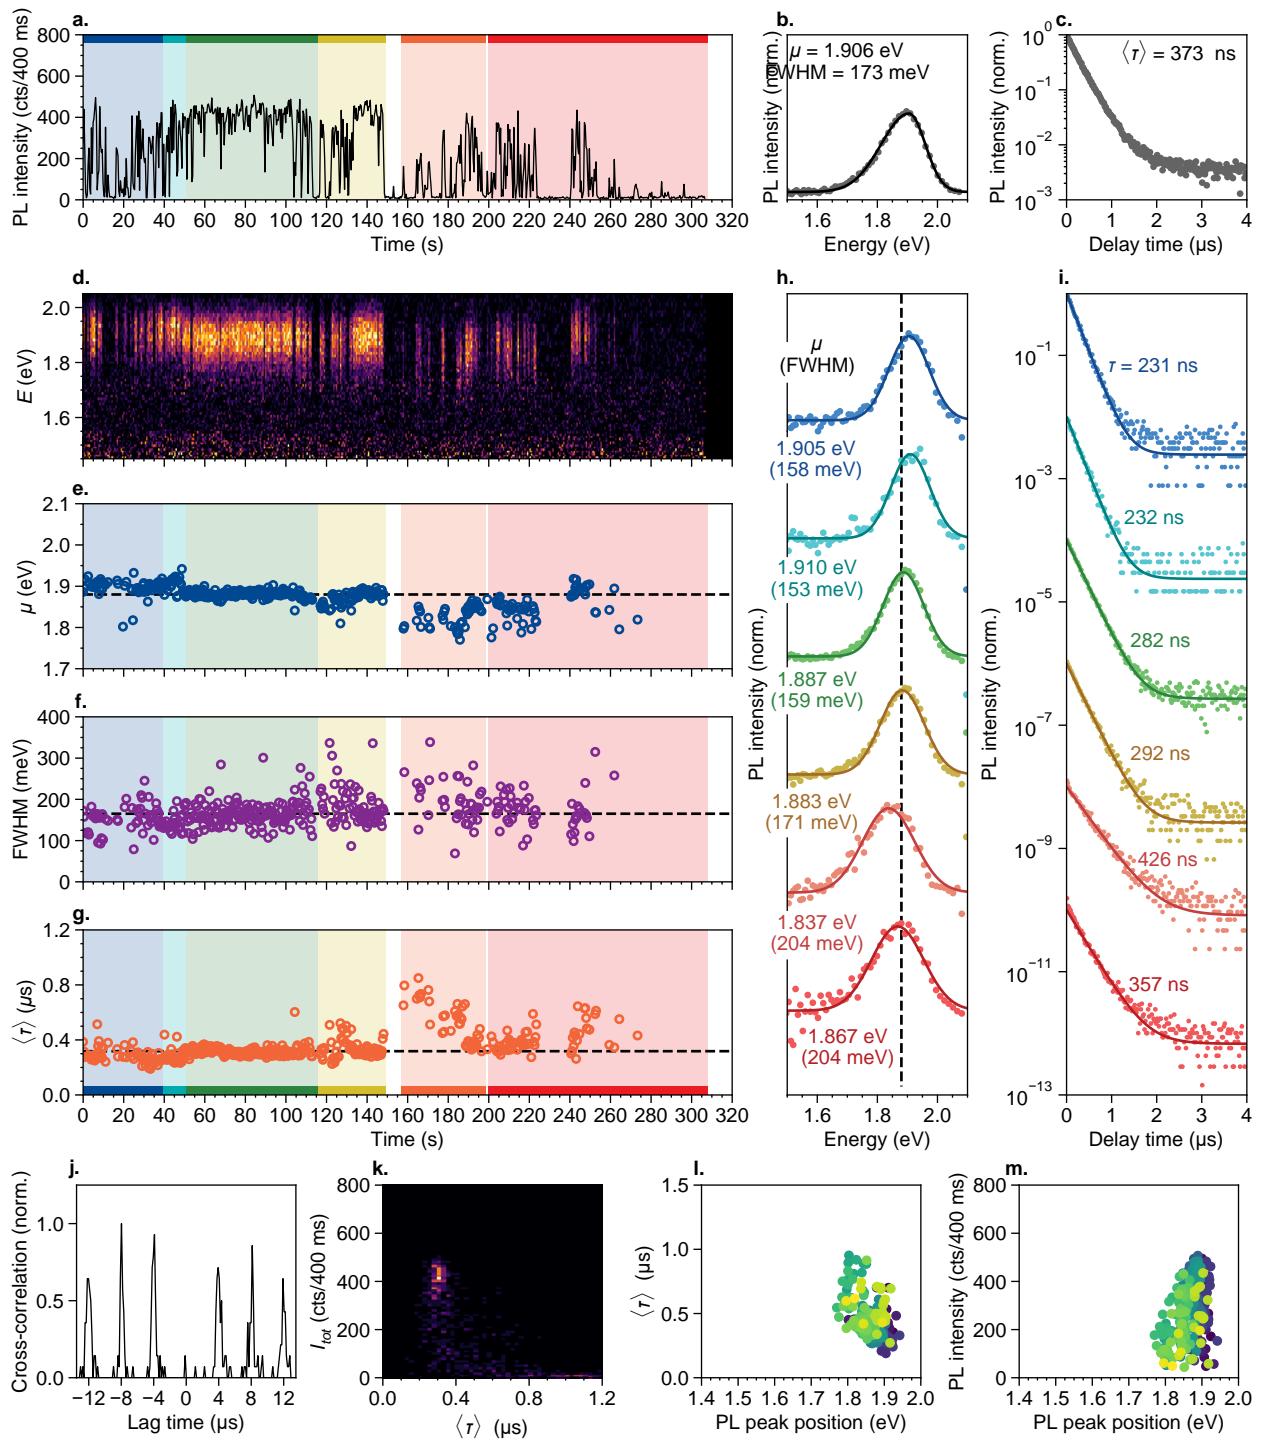 a.
PL intensity (cts/400 ms)
800
600
400
200
0
0 20 40 60 80 100 120 140 160 180 200 220 240 260 280 300 320
Time (s)
b.
PL intensity (norm.)
μ = 1.906 eV
FWHM = 173 meV
1.6 1.8 2.0
Energy (eV)
c.
PL intensity (norm.)
⟨τ⟩ = 373 ns
10⁰
10⁻¹
10⁻²
10⁻³
0 1 2 3 4
Delay time (μs)
d.
E (eV)
2.0
1.8
1.6
e.
μ (eV)
2.1
2.0
1.9
1.8
1.7
f.
FWHM (meV)
400
300
200
100
0
g.
⟨τ⟩ (μs)
1.2
0.8
0.4
0.0
0 20 40 60 80 100 120 140 160 180 200 220 240 260 280 300 320
Time (s)
h.
PL intensity (norm.)
μ
(FWHM)
1.905 eV
(158 meV)
1.910 eV
(153 meV)
1.887 eV
(159 meV)
1.883 eV
(171 meV)
1.837 eV
(204 meV)
1.867 eV
(204 meV)
1.6 1.8 2.0
Energy (eV)
i.
PL intensity (norm.)
10⁻¹
10⁻³
10⁻⁵
10⁻⁷
10⁻⁹
10⁻¹¹
10⁻¹³
τ = 231 ns
232 ns
282 ns
292 ns
426 ns
357 ns
0 1 2 3 4
Delay time (μs)
j.
Cross-correlation (norm.)
1.0
0.5
0.0
−12 −8 −4 0 4 8 12
Lag time (μs)
k.
I_tot (cts/400 ms)
800
600
400
200
0
0.4 0.8 1.2
⟨τ⟩ (μs)
l.
⟨τ⟩ (μs)
1.5
1.0
0.5
0.0
1.4 1.5 1.6 1.7 1.8 1.9 2.0
PL peak position (eV)
m.
PL intensity (cts/400 ms)
800
600
400
200
0
1.4 1.5 1.6 1.7 1.8 1.9 2.0
PL peak position (eV)